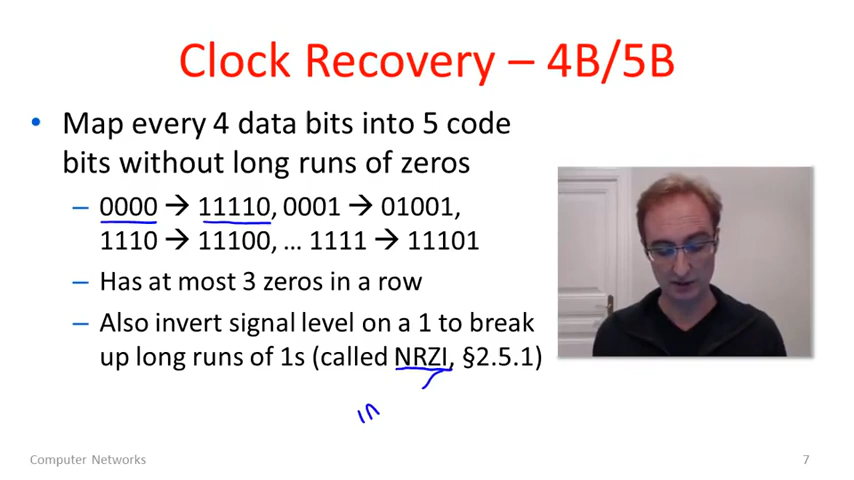 Clock Recovery – 4B/5B
• Map every 4 data bits into 5 code
bits without long runs of zeros
– 0000 → 11110, 0001 → 01001,
1110 → 11100, … 1111 → 11101
– Has at most 3 zeros in a row
– Also invert signal level on a 1 to break
up long runs of 1s (called NRZI, §2.5.1)
in
Computer Networks
7